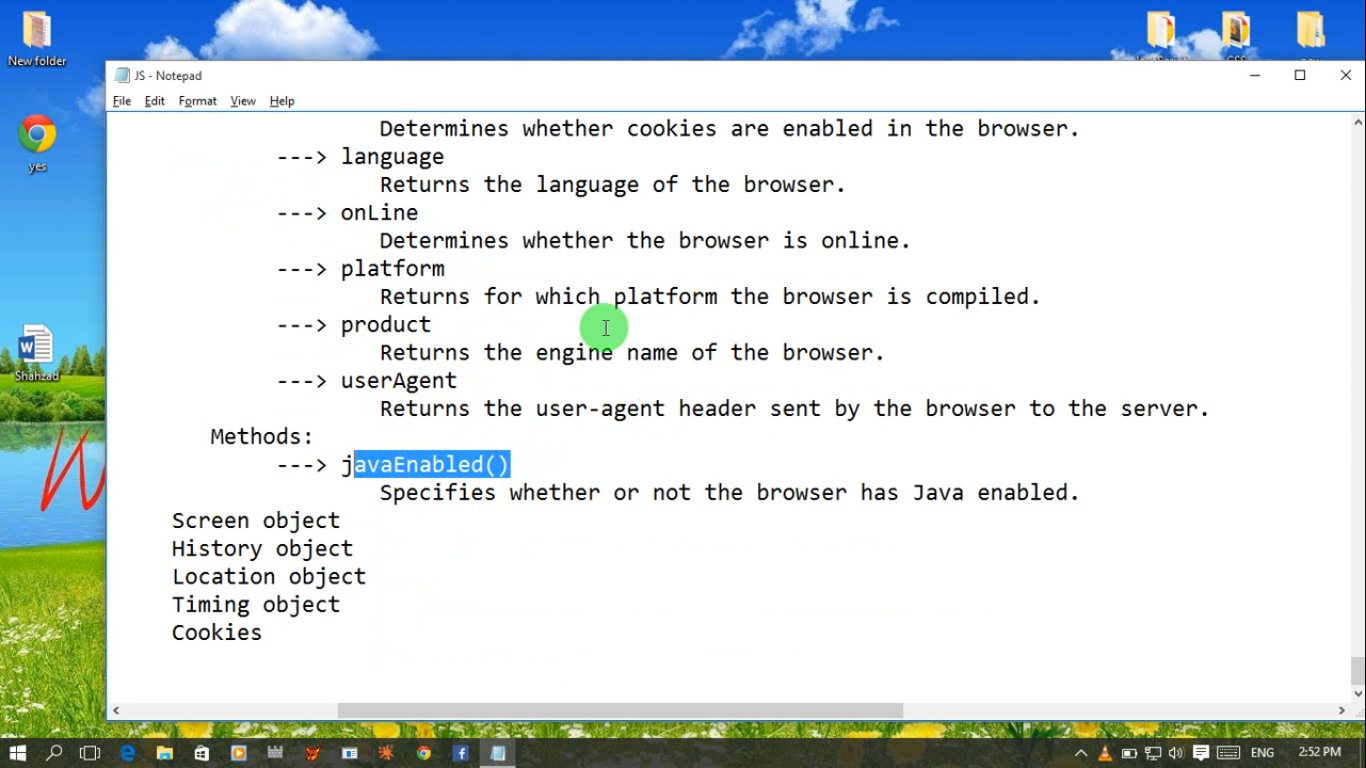 New folder
JS - Notepad
File Edit Format View Help
yes
Determines whether cookies are enabled in the browser.
---> language
Returns the language of the browser.
---> onLine
Determines whether the browser is online.
---> platform
Returns for which platform the browser is compiled.
---> product
Returns the engine name of the browser.
---> userAgent
Returns the user-agent header sent by the browser to the server.
Methods:
---> javaEnabled()
Specifies whether or not the browser has Java enabled.
Screen object
History object
Location object
Timing object
Cookies
Shahzad
W
ENG
2:52 PM